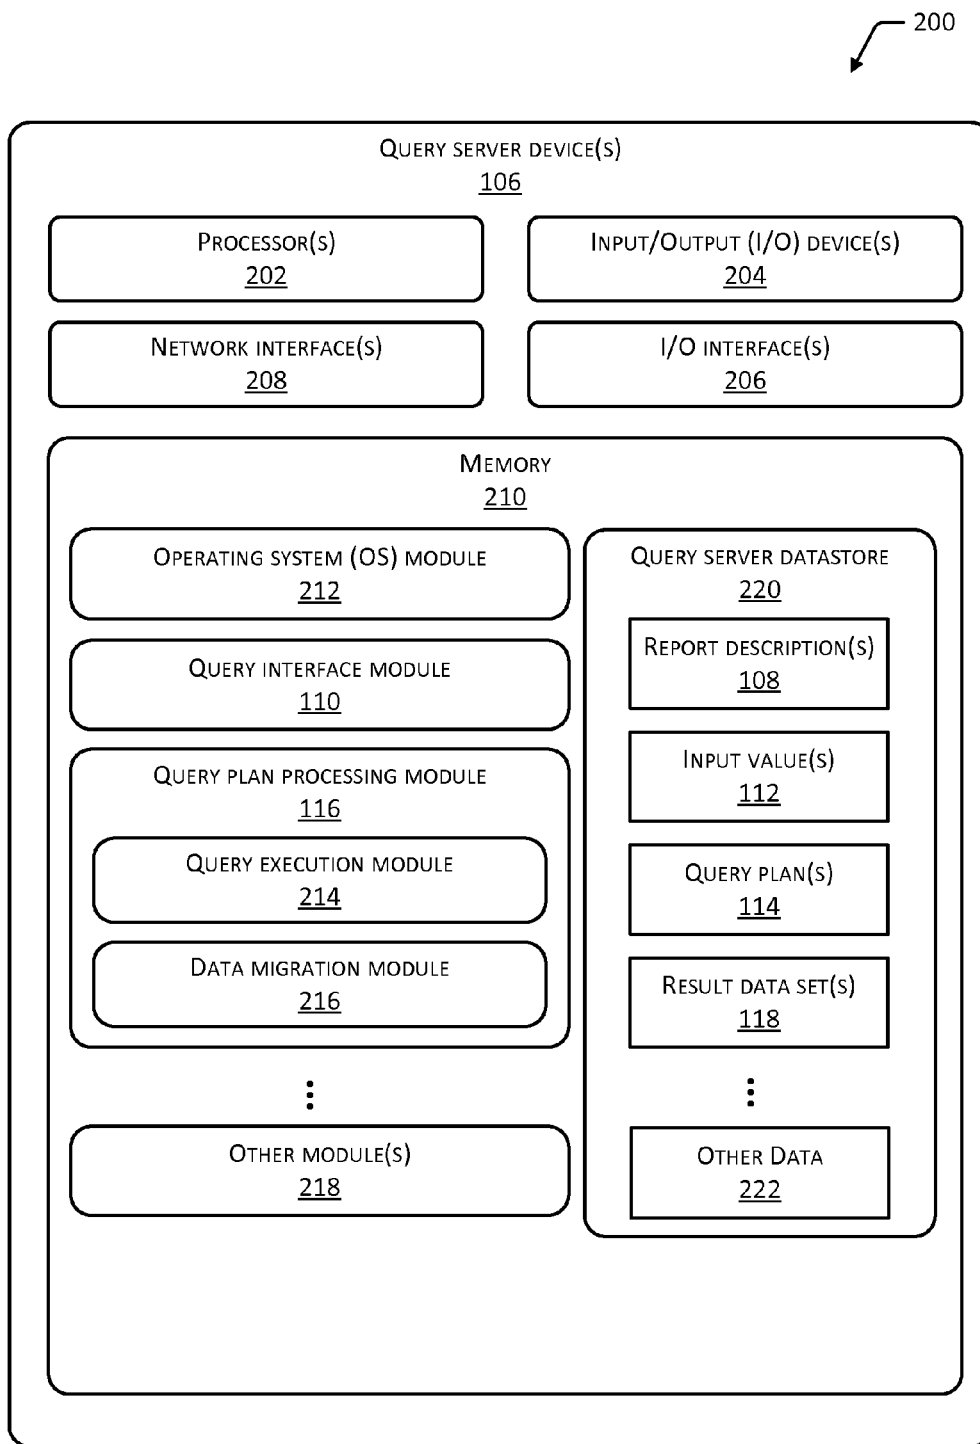 200
Query server device(s)
106
Processor(s)
202
Input/Output (I/O) device(s)
204
Network interface(s)
208
I/O interface(s)
206
Memory
210
Operating system (OS) module
212
Query interface module
110
Query plan processing module
116
Query execution module
214
Data migration module
216
Other module(s)
218
Query server datastore
220
Report description(s)
108
Input value(s)
112
Query plan(s)
114
Result data set(s)
118
Other Data
222